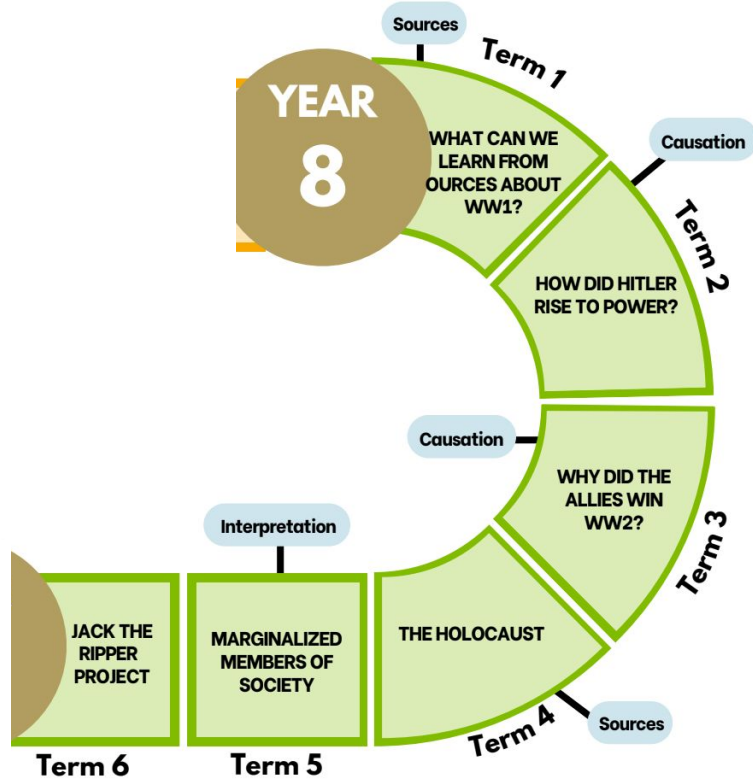 Sources
Term 1
YEAR
8
WHAT CAN WE
LEARN FROM
OURCES ABOUT
WW1?
Causation
Term 2
HOW DID HITLER
RISE TO POWER?
Causation
WHY DID THE
ALLIES WIN
WW2?
Term 3
THE HOLOCAUST
Term 4
Sources
Interpretation
MARGINALIZED
MEMBERS OF
SOCIETY
Term 5
JACK THE
RIPPER
PROJECT
Term 6